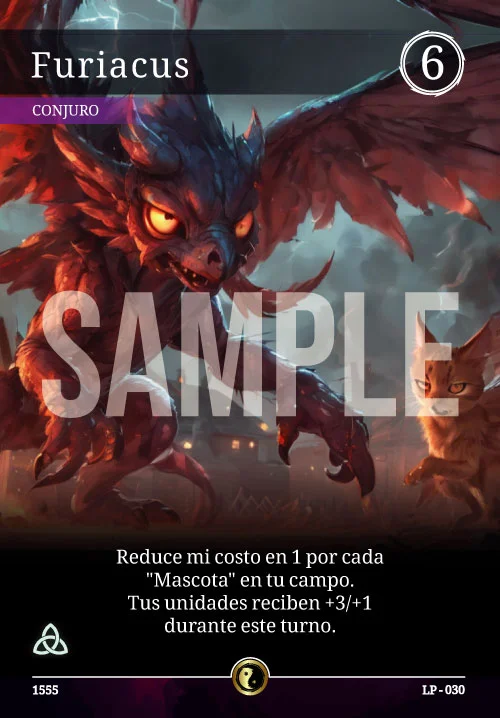 Furiacus
6
CONJURO
SAMPLE
Reduce mi costo en 1 por cada
"Mascota" en tu campo.
Tus unidades reciben +3/+1
durante este turno.
1555
LP-030